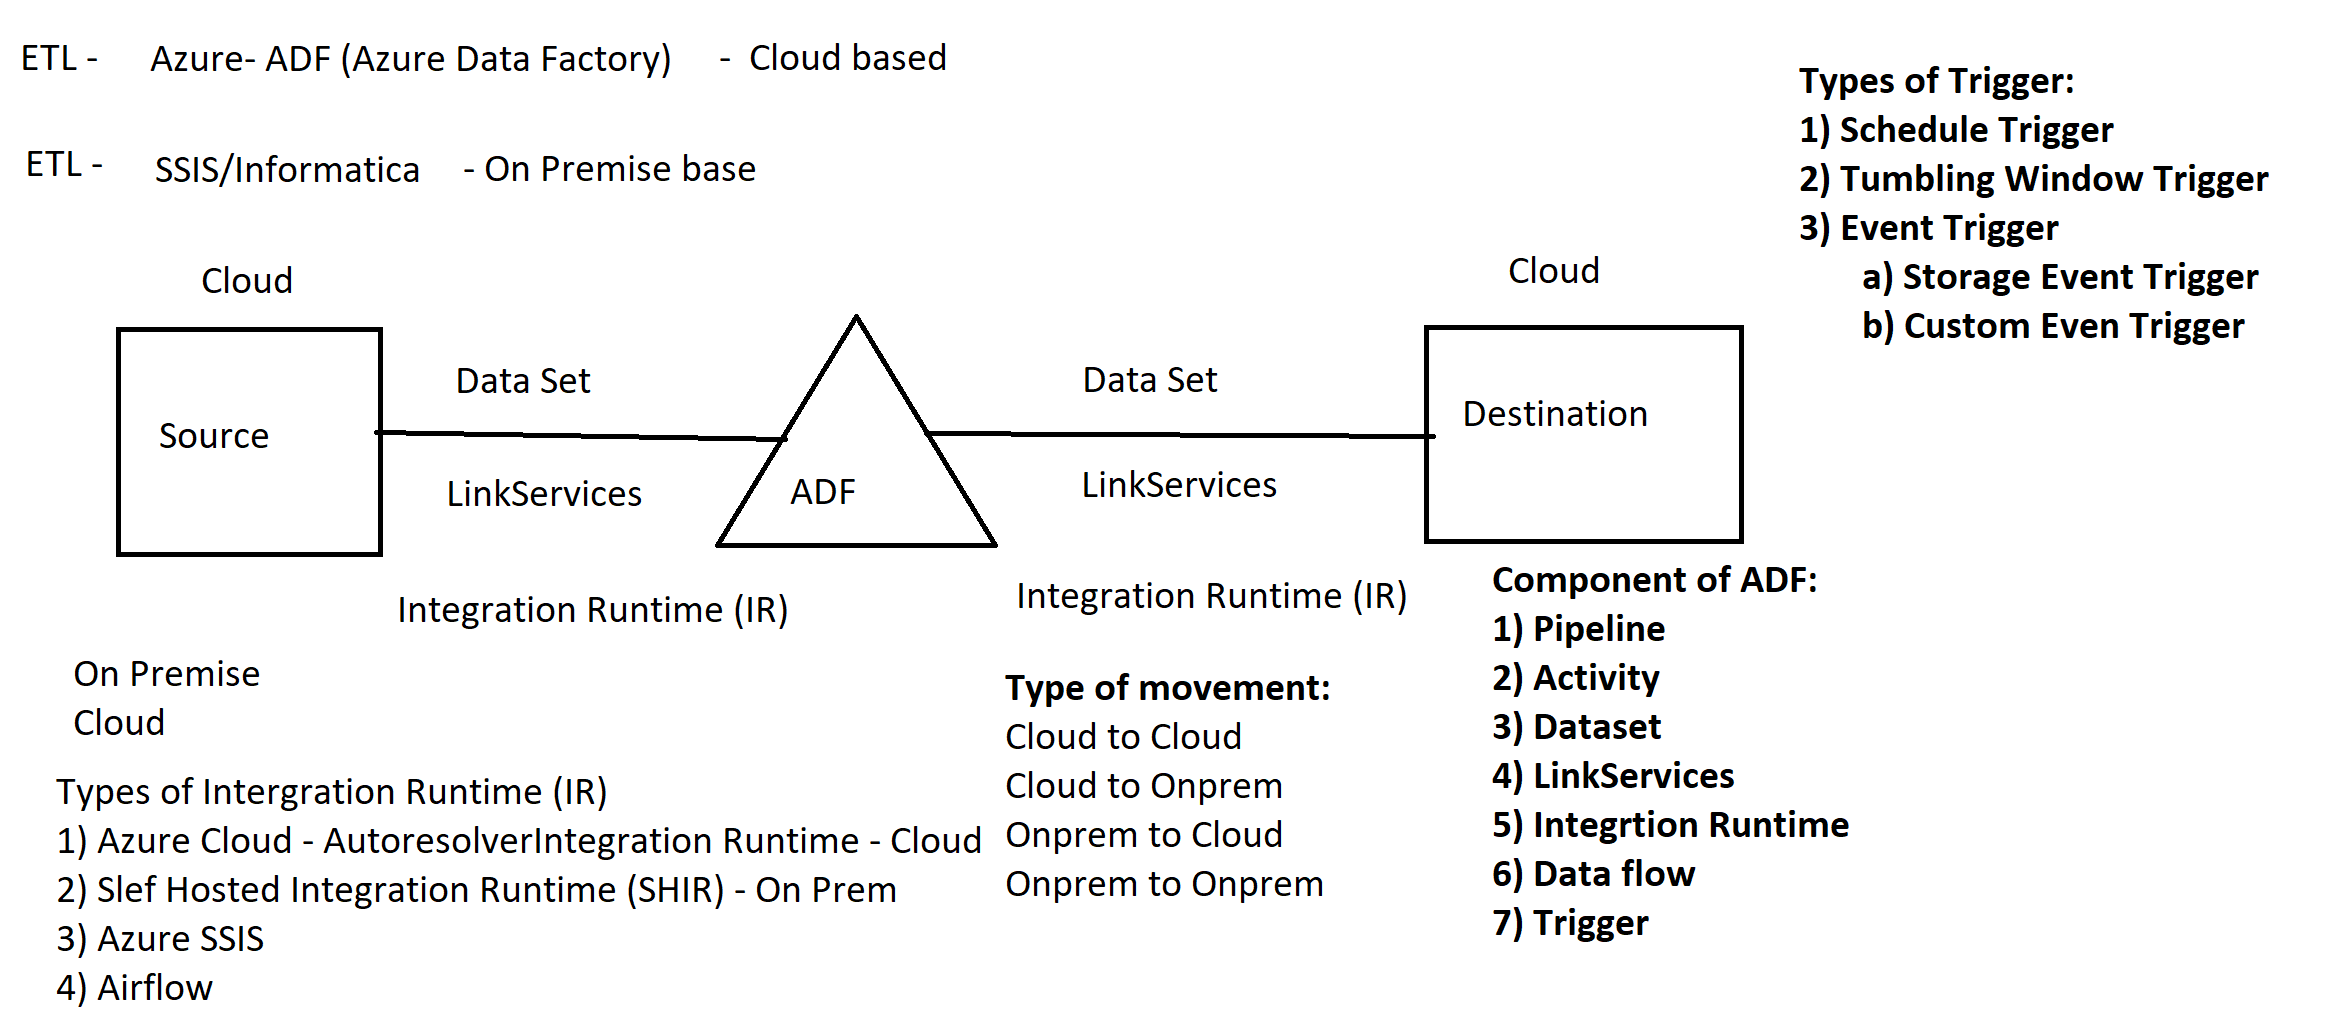 ETL - Azure- ADF (Azure Data Factory) - Cloud based
ETL - SSIS/Informatica - On Premise base
Types of Trigger:
1) Schedule Trigger
2) Tumbling Window Trigger
3) Event Trigger
a) Storage Event Trigger
b) Custom Even Trigger
Cloud
Source
Data Set
LinkServices
ADF
Data Set
LinkServices
Cloud
Destination
Integration Runtime (IR)
Integration Runtime (IR)
On Premise
Cloud
Types of Intergration Runtime (IR)
1) Azure Cloud - AutoresolverIntegration Runtime - Cloud
2) Slef Hosted Integration Runtime (SHIR) - On Prem
3) Azure SSIS
4) Airflow
Type of movement:
Cloud to Cloud
Cloud to Onprem
Onprem to Cloud
Onprem to Onprem
Component of ADF:
1) Pipeline
2) Activity
3) Dataset
4) LinkServices
5) Integrtion Runtime
6) Data flow
7) Trigger